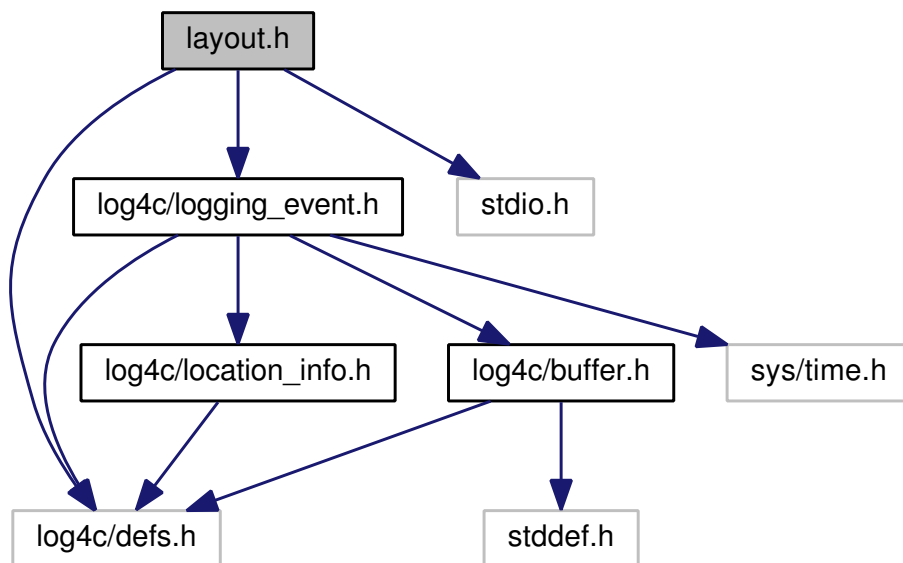 layout.h
log4c/logging_event.h
stdio.h
log4c/location_info.h
log4c/buffer.h
sys/time.h
log4c/defs.h
stddef.h